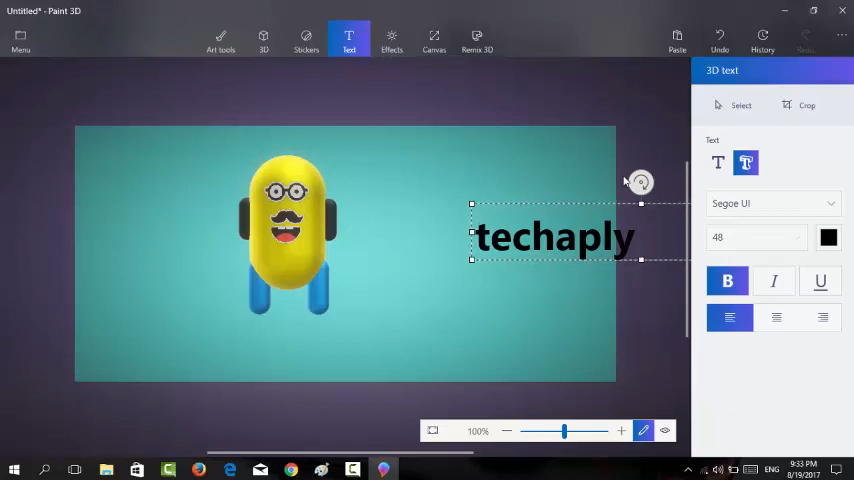 Untitled* - Paint 3D
Menu
Art tools
3D
Stickers
Text
Effects
Canvas
Remix 3D
Paste
Undo
History
Redo
3D text
Select
Crop
Text
Segoe UI
48
B I U
techaply
100%
ENG
9:33 PM
8/19/2017